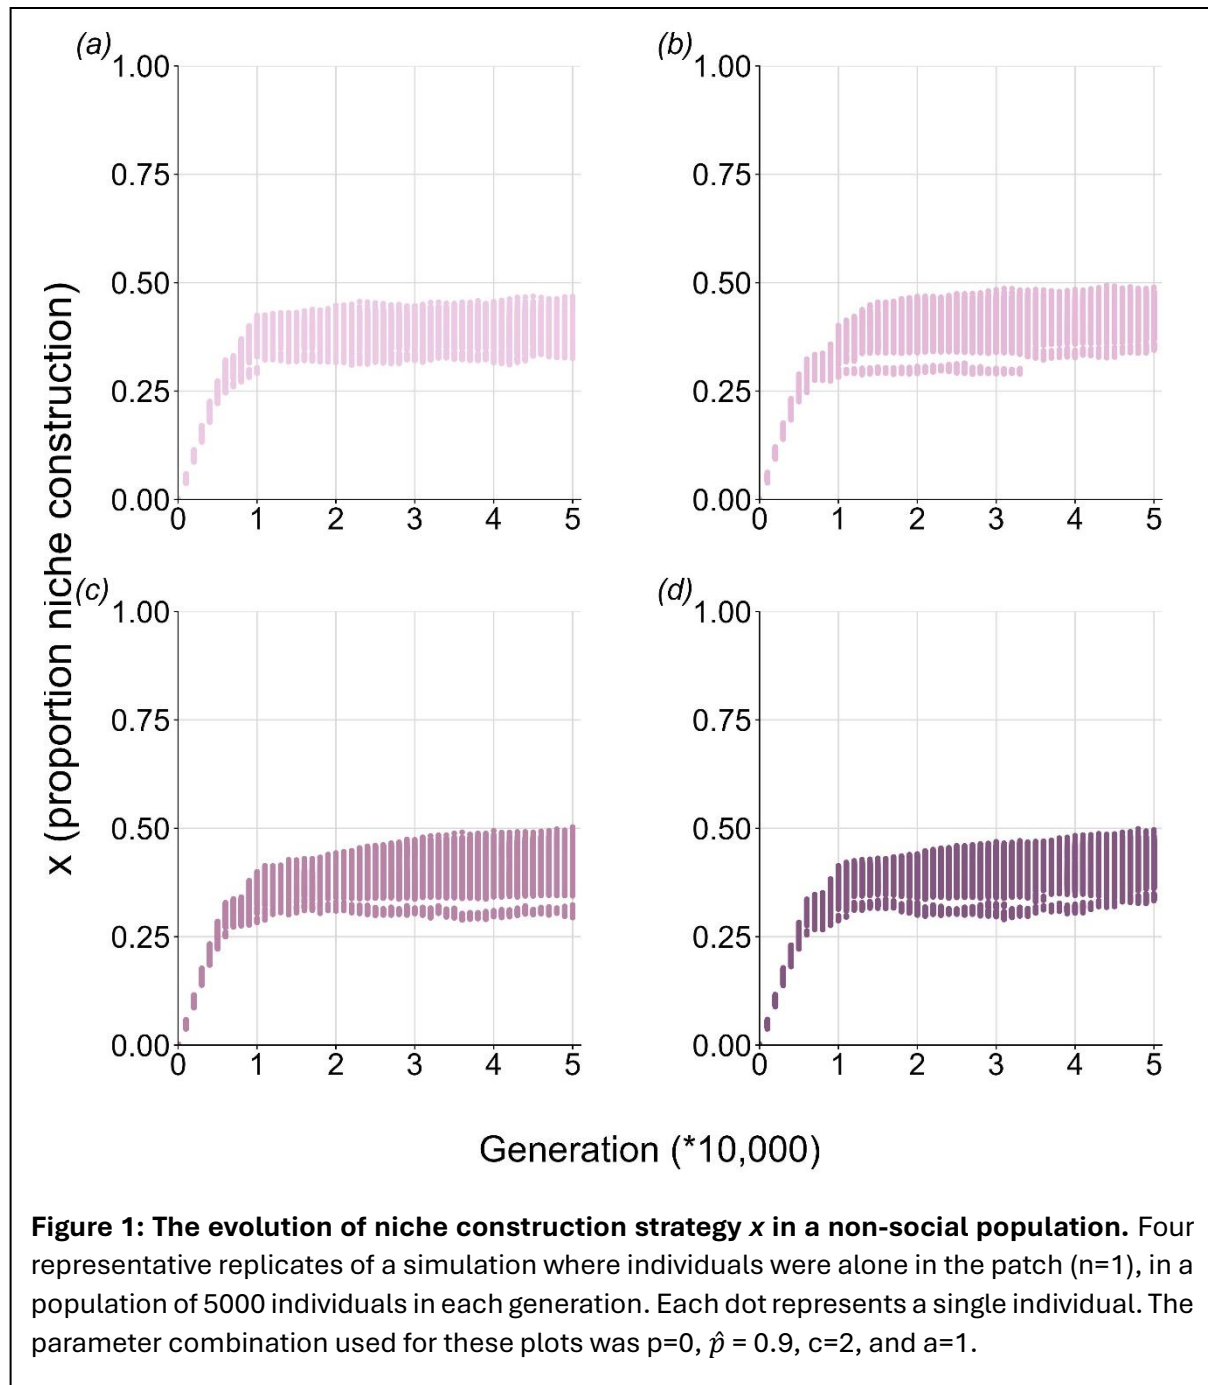 (a)
(b)
1.00
1.00
0.75
0.75
0.50
0.50
0.25
0.25
0.00
0.00
0 1 2 3 4 5
0 1 2 3 4 5
x (proportion niche construction)
(c)
(d)
1.00
1.00
0.75
0.75
0.50
0.50
0.25
0.25
0.00
0.00
0 1 2 3 4 5
0 1 2 3 4 5
Generation (*10,000)
Figure 1: The evolution of niche construction strategy x in a non-social population. Four
representative replicates of a simulation where individuals were alone in the patch (n=1), in a
population of 5000 individuals in each generation. Each dot represents a single individual. The
parameter combination used for these plots was p=0, p̂ = 0.9, c=2, and a=1.